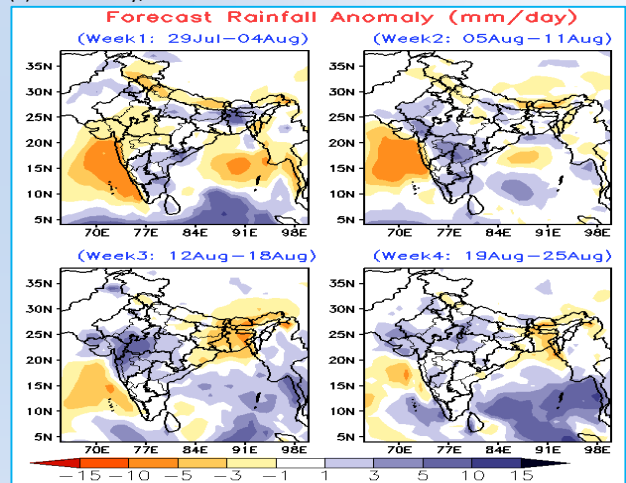 Forecast Rainfall Anomaly (mm/day)
(Week1: 29Jul-04Aug) (Week2: 05Aug-11Aug)
35N 35N
30N 30N
25N 25N
20N 20N
15N 15N
10N 10N
5N 5N
70E 77E 84E 91E 98E 70E 77E 84E 91E 98E
(Week3: 12Aug-18Aug) (Week4: 19Aug-25Aug)
35N 35N
30N 30N
25N 25N
20N 20N
15N 15N
10N 10N
5N 5N
70E 77E 84E 91E 98E 70E 77E 84E 91E 98E
-15 -10 -5 -3 -1 1 3 5 10 15